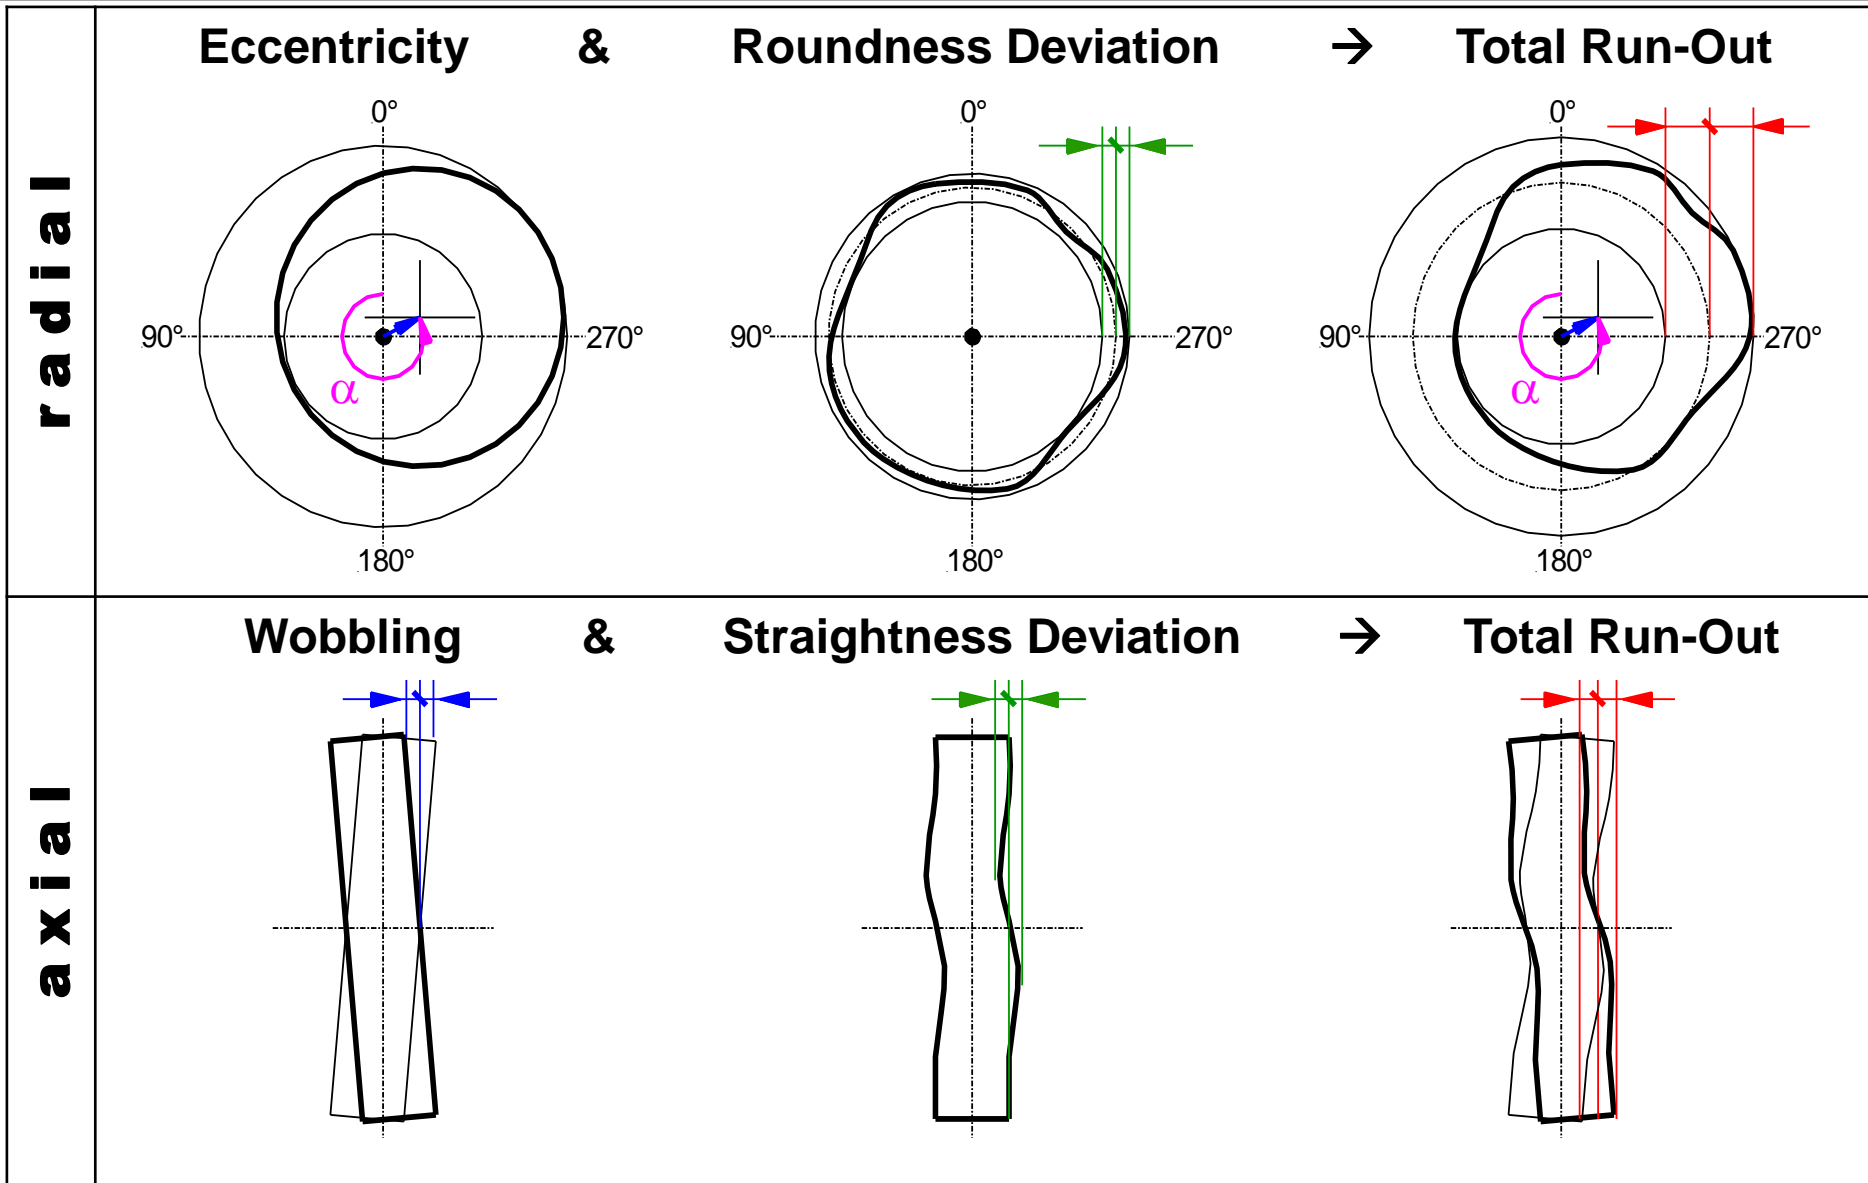 Eccentricity & Roundness Deviation → Total Run-Out
radial
0° 0° 0°
90° 270° 90° 270° 90° 270°
α α
180° 180° 180°
Wobbling & Straightness Deviation → Total Run-Out
axial